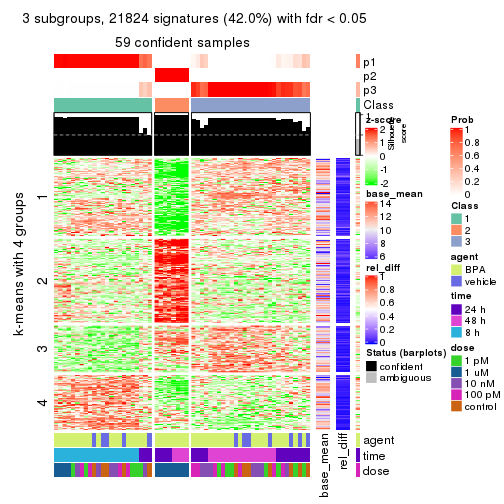 3 subgroups, 21824 signatures (42.0%) with fdr < 0.05
59 confident samples
p1
p2
p3
Class
Silhouette
score
k-means with 4 groups
1
2
3
4
base_mean
rel_diff
agent
time
dose
z-score
2
1
0
-1
-2
base_mean
14
12
10
8
6
rel_diff
1
0.8
0.6
0.4
0.2
0
Status (barplots)
confident
ambiguous
Prob
1
0.8
0.6
0.4
0.2
0
Class
1
2
3
agent
BPA
vehicle
time
24 h
48 h
8 h
dose
1 pM
1 uM
10 nM
100 pM
control